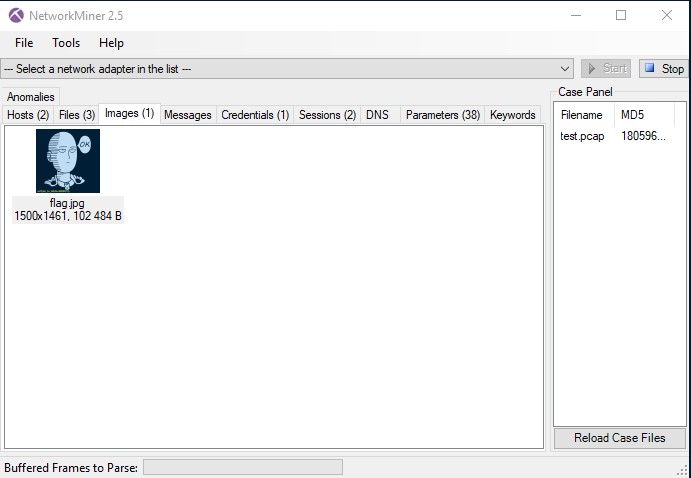 NetworkMiner 2.5
File Tools Help
--- Select a network adapter in the list --- Start Stop
Anomalies
Hosts (2) Files (3) Images (1) Messages Credentials (1) Sessions (2) DNS Parameters (38) Keywords
OK
flag.jpg
1500x1461, 102 484 B
Case Panel
Filename MD5
test.pcap 180596...
Reload Case Files
Buffered Frames to Parse: